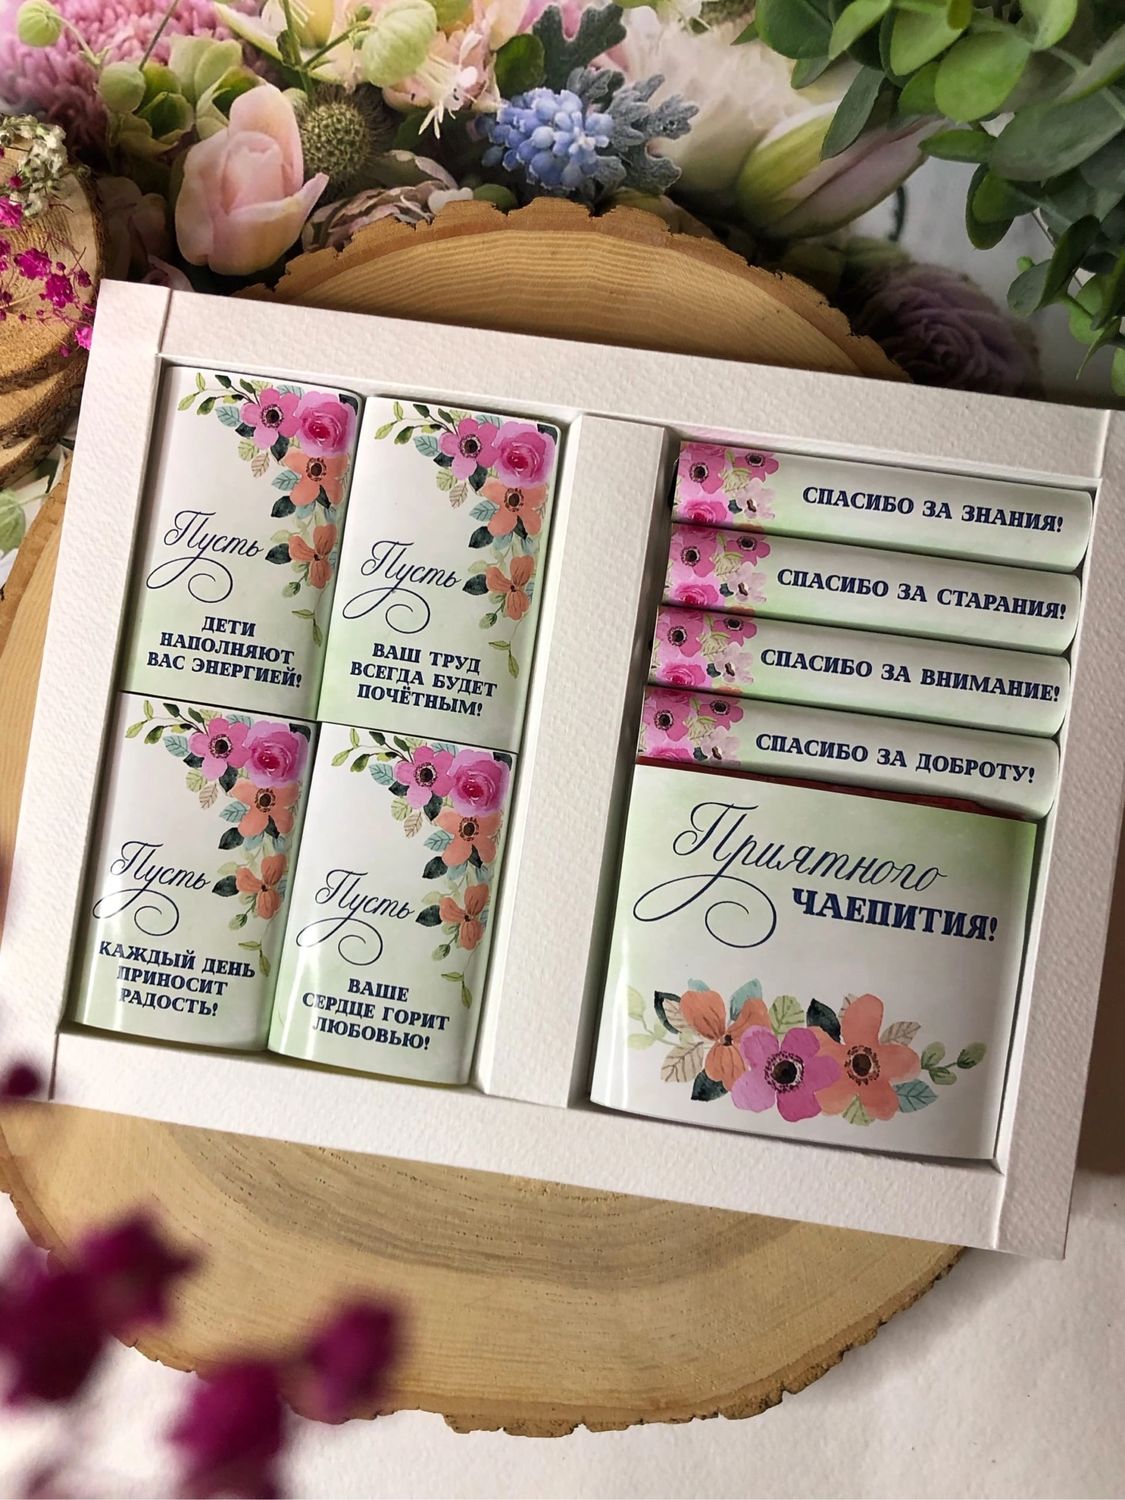 Пусть
ДЕТИ
НАПОЛНЯЮТ
ВАС ЭНЕРГИЕЙ!
Пусть
ВАШ ТРУД
ВСЕГДА БУДЕТ
ПОЧЁТНЫМ!
Пусть
КАЖДЫЙ ДЕНЬ
ПРИНОСИТ
РАДОСТЬ!
Пусть
ВАШЕ
СЕРДЦЕ ГОРИТ
ЛЮБОВЬЮ!
СПАСИБО ЗА ЗНАНИЯ!
СПАСИБО ЗА СТАРАНИЯ!
СПАСИБО ЗА ВНИМАНИЕ!
СПАСИБО ЗА ДОБРОТУ!
Приятного
ЧАЕПИТИЯ!